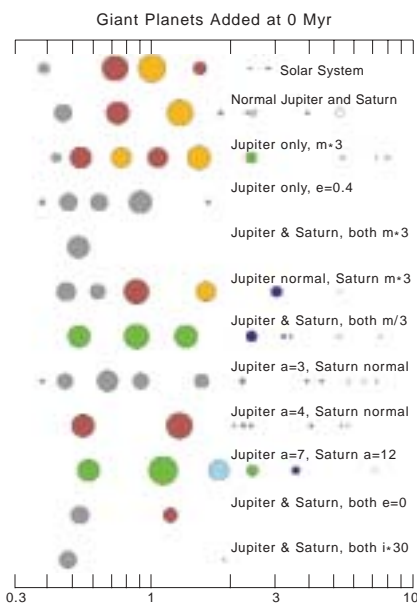 Giant Planets Added at 0 Myr
Solar System
Normal Jupiter and Saturn
Jupiter only, m*3
Jupiter only, e=0.4
Jupiter & Saturn, both m*3
Jupiter normal, Saturn m*3
Jupiter & Saturn, both m/3
Jupiter a=3, Saturn normal
Jupiter a=4, Saturn normal
Jupiter a=7, Saturn a=12
Jupiter & Saturn, both e=0
Jupiter & Saturn, both i*30
0.3 1 3 10